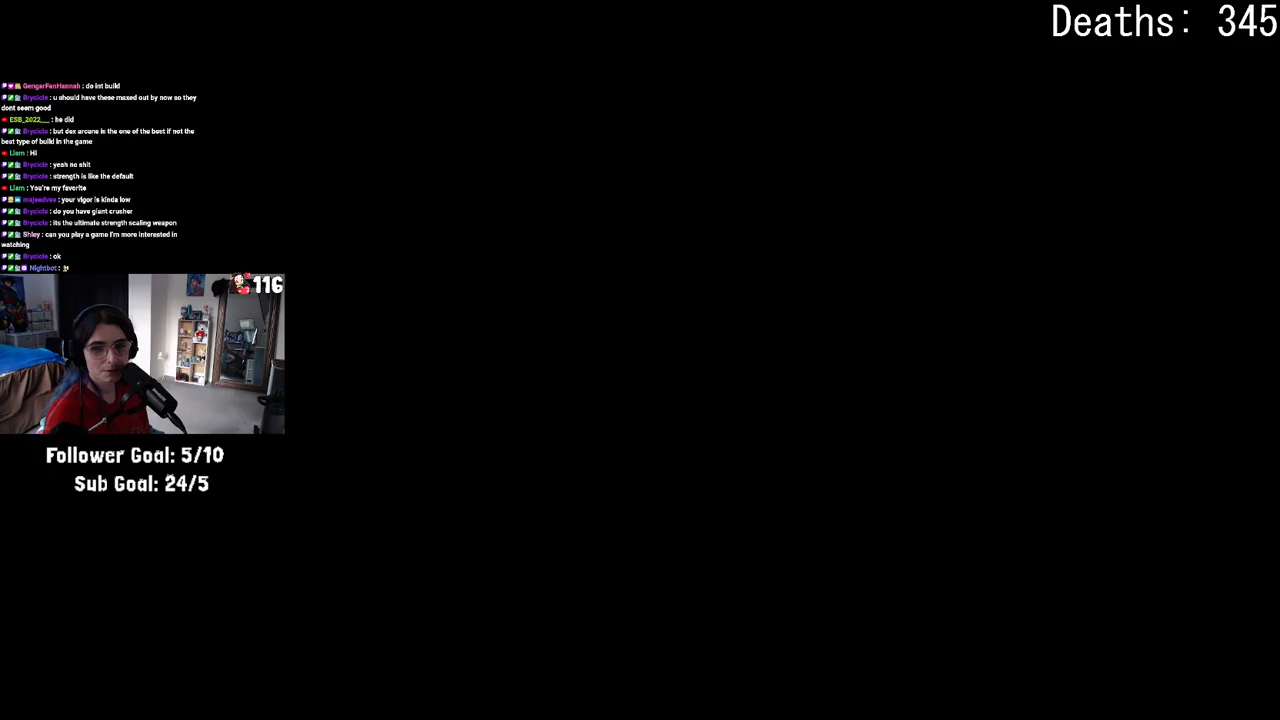 Deaths: 345
GengarFanHannah : do int build
Brycicle : u should have these maxed out by now so they
dont seem good
ESB_2022__ : he did
Brycicle : but dex arcane is the one of the best if not the
best type of build in the game
Liam : Hi
Brycicle : yeah no shit
Brycicle : strength is like the default
Liam : You're my favorite
majeedvee : your vigor is kinda low
Brycicle : do you have giant crusher
Brycicle : its the ultimate strength scaling weapon
Shley : can you play a game I'm more interested in
watching
Brycicle : ok
Nightbot :
116
Follower Goal: 5/10
Sub Goal: 24/5